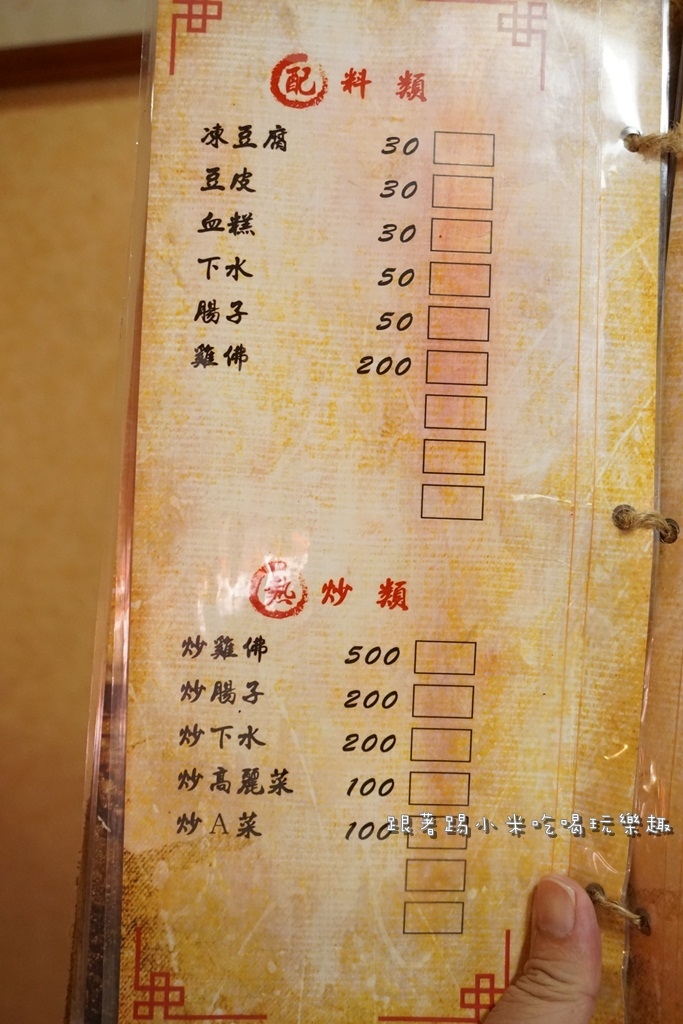 配料類
凍豆腐 30
豆皮 30
血糕 30
下水 50
腸子 50
雞佛 200
熱炒類
炒雞佛 500
炒腸子 200
炒下水 200
炒高麗菜 100
炒A菜 100
跟著踢小米吃喝玩樂趣